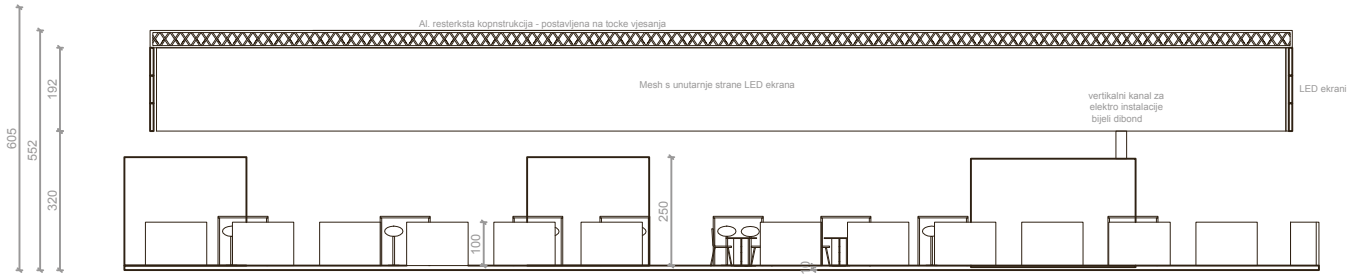 Al. resterksta kopnstrukcija - postavljena na tocke vjesanja
Mesh s unutarnje strane LED ekrana
LED ekrani
vertikalni kanal za
elektro instalacije
bijeli dibond
605
552
192
320
250
100
10